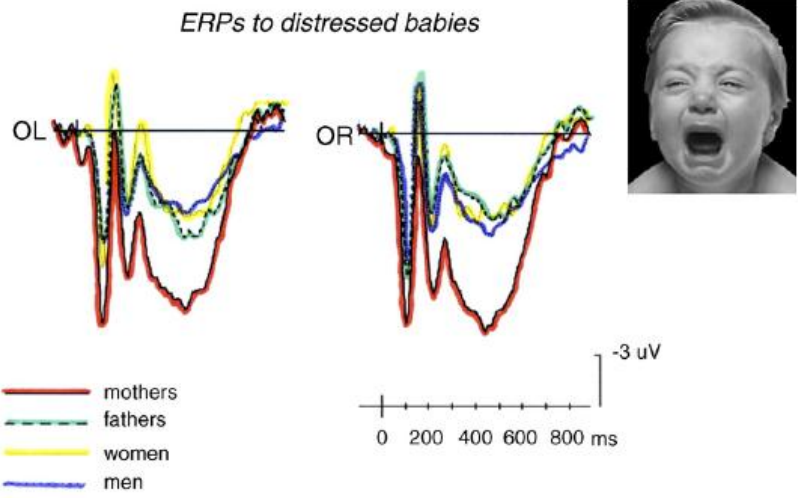 ERPs to distressed babies
OL
OR
-3 uV
mothers
fathers
women
men
0 200 400 600 800 ms